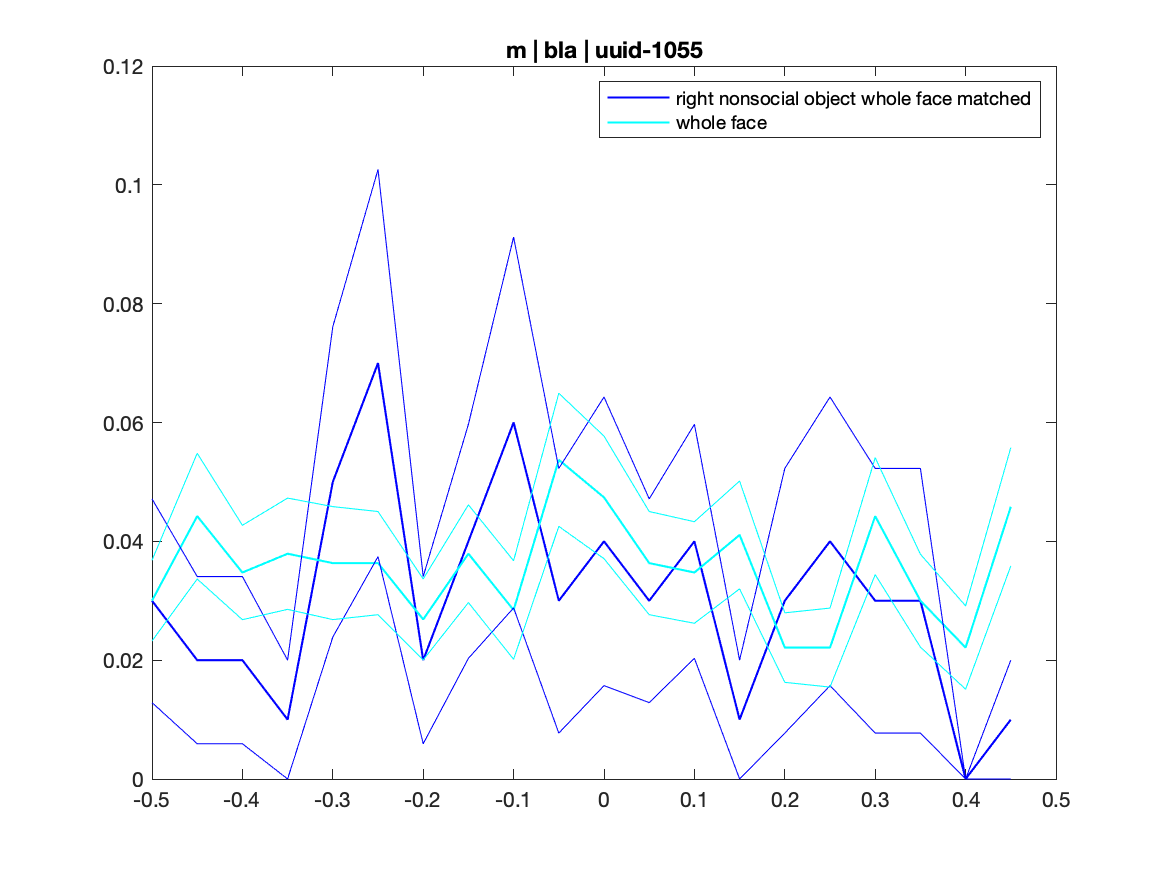 m | bla | uuid-1055
0.12
0.1
0.08
0.06
0.04
0.02
0
right nonsocial object whole face matched
whole face
-0.5 -0.4 -0.3 -0.2 -0.1 0 0.1 0.2 0.3 0.4 0.5